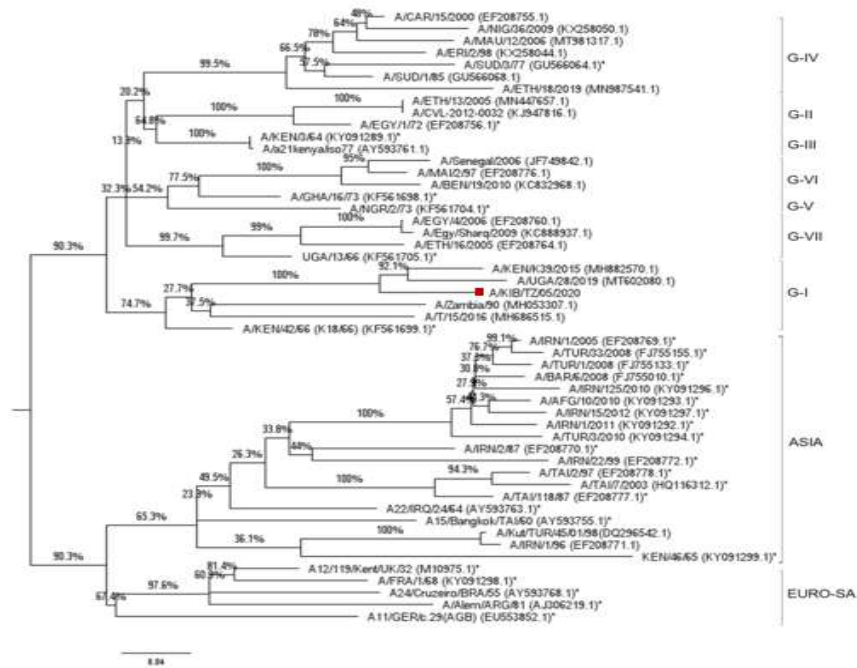 48% A/CAR/15/2000 (EF208755.1)
64% A/NIG/36/2009 (KX258050.1)
78% A/MAU/12/2006 (MT981317.1)
66.5% A/ERI/2/98 (KX258044.1)
57.5% A/SUD/3/77 (GU566064.1)*
99.5% A/SUD/1/85 (GU566068.1)
A/ETH/18/2019 (MN987541.1)
G-IV
20.2%
100% A/ETH/13/2005 (MN447657.1)
100% A/CVL-2012-0032 (KJ947816.1)
A/EGY/1/72 (EF208756.1)*
G-II
64.8%
13.3%
100% A/KEN/3/64 (KY091289.1)*
A/a21kenya/iso77 (AY593761.1)
G-III
95% A/Senegal/2006 (JF749842.1)
100% A/MAI/2/97 (EF208776.1)
77.5% A/BEN/19/2010 (KC832968.1)
G-VI
32.3% 54.2% A/GHA/16/73 (KF561698.1)*
A/NGR/2/73 (KF561704.1)*
G-V
100% A/EGY/4/2006 (EF208760.1)
99% A/Egy/Sharq/2009 (KC888937.1)
99.7% A/ETH/16/2005 (EF208764.1)
UGA/13/66 (KF561705.1)*
G-VII
90.3%
92.1% A/KEN/K39/2015 (MH882570.1)
100% A/UGA/28/2019 (MT602080.1)
27.7% A/KIB/TZ/05/2020
74.7% A/Zambia/90 (MH053307.1)
37.5% A/T/15/2016 (MH686515.1)
A/KEN/42/66 (K18/66) (KF561699.1)*
G-I
99.1% A/IRN/1/2005 (EF208769.1)*
76.7% A/TUR/33/2008 (FJ755155.1)*
A/TUR/1/2008 (FJ755133.1)*
A/BAR/6/2008 (FJ755010.1)*
A/IRN/125/2010 (KY091296.1)*
A/AFG/10/2010 (KY091293.1)*
57.4% A/IRN/15/2012 (KY091297.1)*
100% A/IRN/1/2011 (KY091292.1)*
A/TUR/3/2010 (KY091294.1)*
33.8%
44% A/IRN/2/87 (EF208770.1)*
A/IRN/22/99 (EF208772.1)*
26.3%
94.3% A/TAI/2/97 (EF208778.1)*
100% A/TAI/7/2003 (HQ116312.1)*
49.5% A/TAI/118/87 (EF208777.1)*
23.9% A22/IRQ/24/64 (AY593763.1)*
65.3% A15/Bangkok/TAI/60 (AY593755.1)*
100% A/Kut/TUR/45/01/98(DQ296542.1)
36.1% A/IRN/1/96 (EF208771.1)
KEN/46/65 (KY091299.1)*
ASIA
90.3%
81.4% A12/119/Kent/UK/32 (M10975.1)*
A/FRA/1/68 (KY091298.1)*
97.6% A24/Cruzeiro/BRA/55 (AY593768.1)*
A/Alem/ARG/81 (AJ306219.1)*
67.4% A11/GER/c.29(AGB) (EU553852.1)*
EURO-SA
0.04